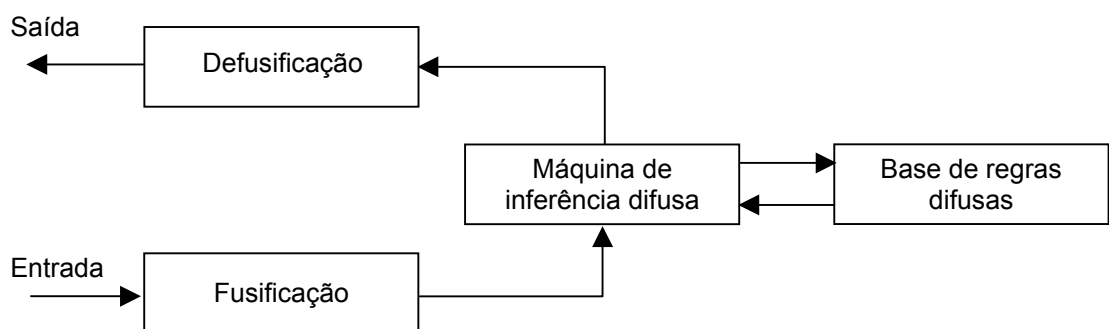 Saída
Defusificação
Máquina de
inferência difusa
Base de regras
difusas
Entrada
Fusificação